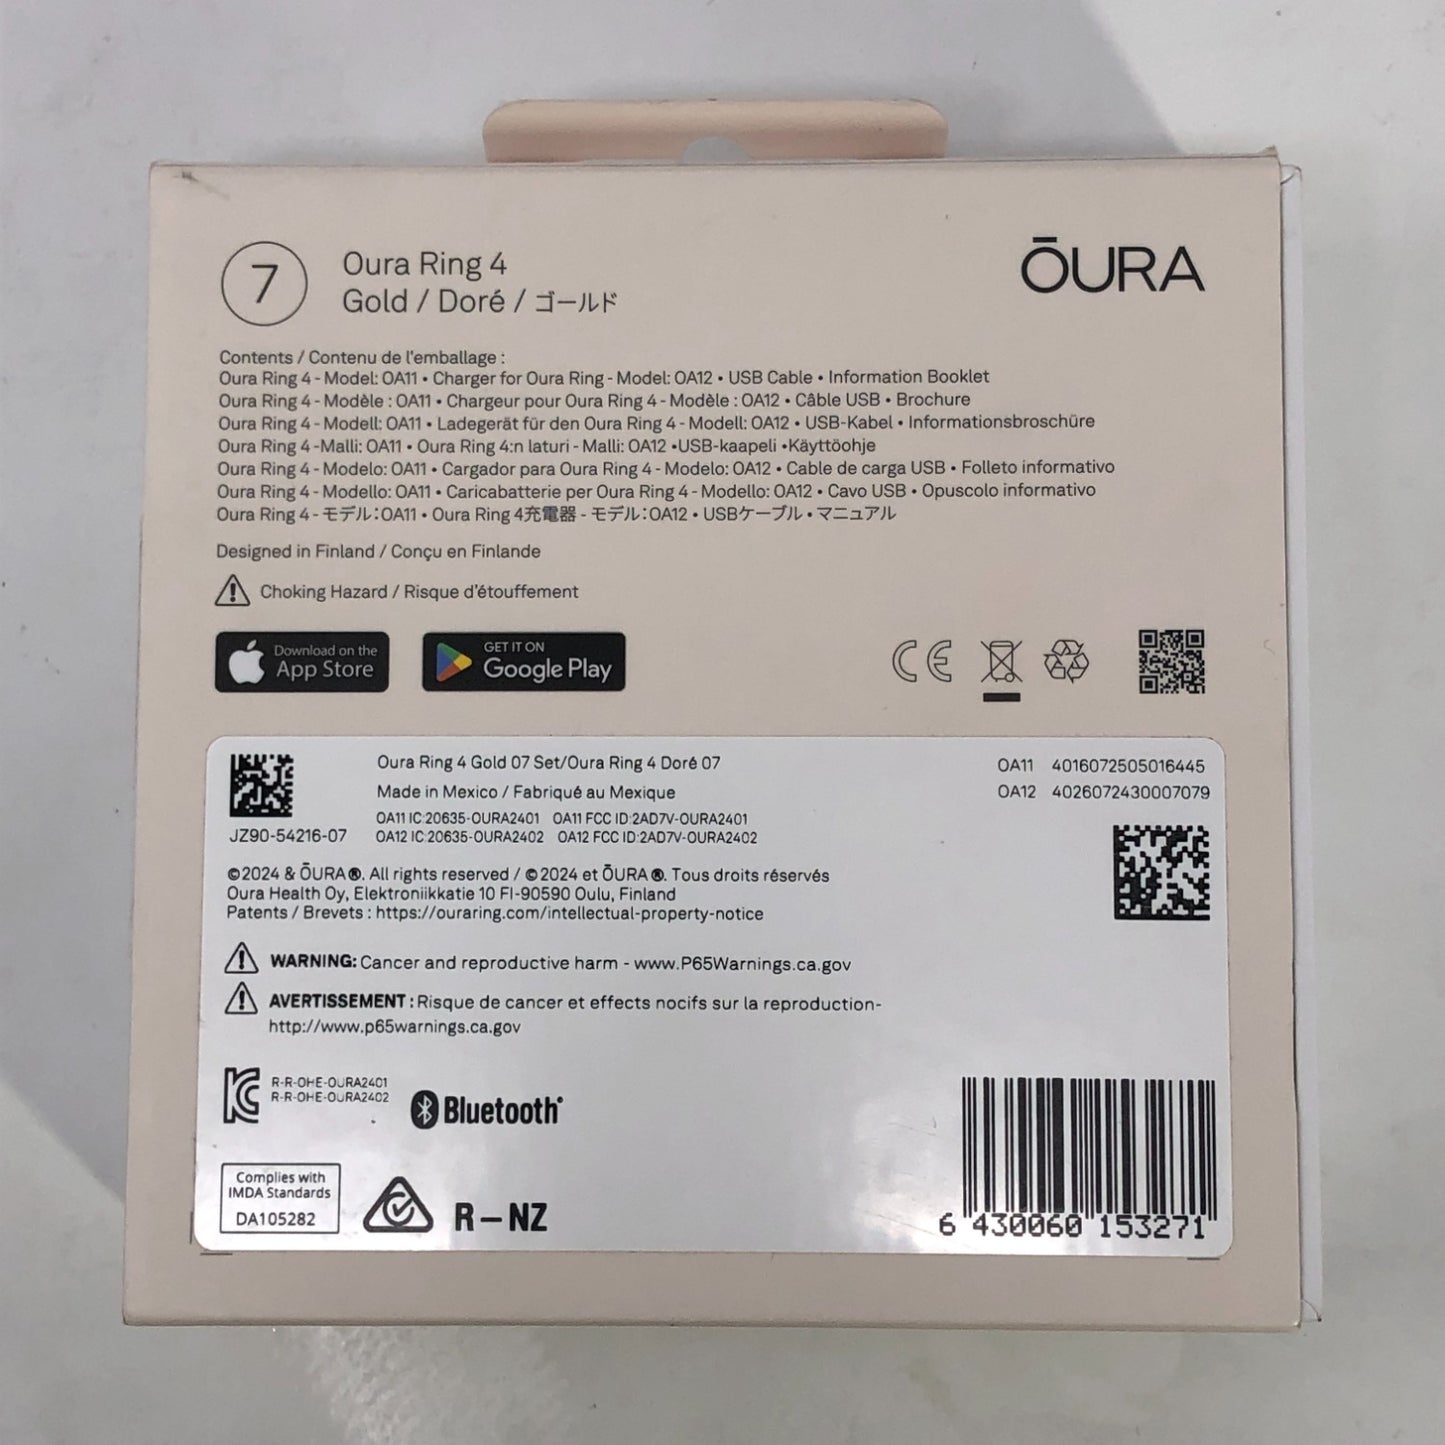 7
Oura Ring 4
Gold / Doré / ゴールド
ŌURA
Contents / Contenu de l'emballage :
Oura Ring 4 - Model: OA11 • Charger for Oura Ring - Model: OA12 • USB Cable • Information Booklet
Oura Ring 4 - Modèle : OA11 • Chargeur pour Oura Ring 4 - Modèle : OA12 • Câble USB • Brochure
Oura Ring 4 - Modell: OA11 • Ladegerät für den Oura Ring 4 - Modell: OA12 • USB-Kabel • Informationsbroschüre
Oura Ring 4 -Malli: OA11 • Oura Ring 4:n laturi - Malli: OA12 •USB-kaapeli •Käyttöohje
Oura Ring 4 - Modelo: OA11 • Cargador para Oura Ring 4 - Modelo: OA12 • Cable de carga USB • Folleto informativo
Oura Ring 4 - Modello: OA11 • Caricabatterie per Oura Ring 4 - Modello: OA12 • Cavo USB • Opuscolo informativo
Oura Ring 4 - モデル：OA11 • Oura Ring 4充電器 - モデル：OA12 • USBケーブル • マニュアル
Designed in Finland / Conçu en Finlande
Choking Hazard / Risque d'étouffement
Download on the
App Store
GET IT ON
Google Play
CE
JZ90-54216-07
Oura Ring 4 Gold 07 Set/Oura Ring 4 Doré 07
Made in Mexico / Fabriqué au Mexique
OA11 IC:20635-OURA2401 OA11 FCC ID:2AD7V-OURA2401
OA12 IC:20635-OURA2402 OA12 FCC ID:2AD7V-OURA2402
OA11 4016072505016445
OA12 4026072430007079
©2024 & ŌURA®. All rights reserved / ©2024 et ŌURA®. Tous droits réservés
Oura Health Oy, Elektroniikkatie 10 FI-90590 Oulu, Finland
Patents / Brevets : https://ouraring.com/intellectual-property-notice
WARNING: Cancer and reproductive harm - www.P65Warnings.ca.gov
AVERTISSEMENT : Risque de cancer et effects nocifs sur la reproduction-
http://www.p65warnings.ca.gov
R-R-OHE-OURA2401
R-R-OHE-OURA2402
Bluetooth®
Complies with
IMDA Standards
DA105282
R-NZ
6 430060 153271